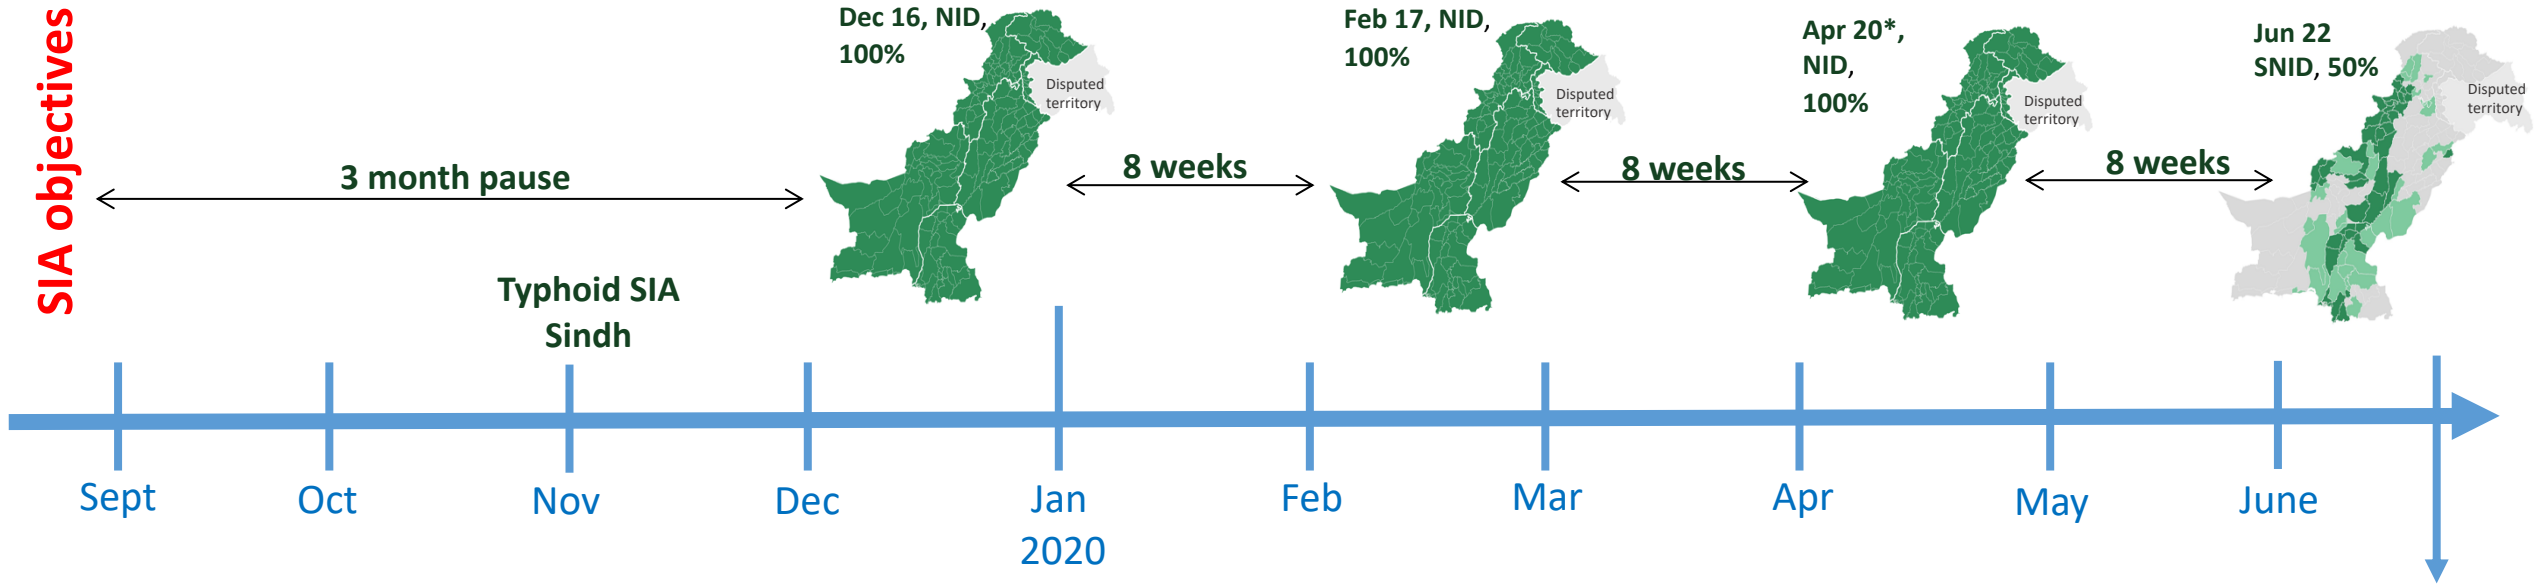 SIA objectives
3 month pause
Typhoid SIA
Sindh
Dec 16, NID,
100%
Disputed
territory
8 weeks
Feb 17, NID,
100%
Disputed
territory
8 weeks
Apr 20*,
NID,
100%
Disputed
territory
8 weeks
Jun 22
SNID, 50%
Disputed
territory
Sept
Oct
Nov
Dec
Jan
2020
Feb
Mar
Apr
May
June